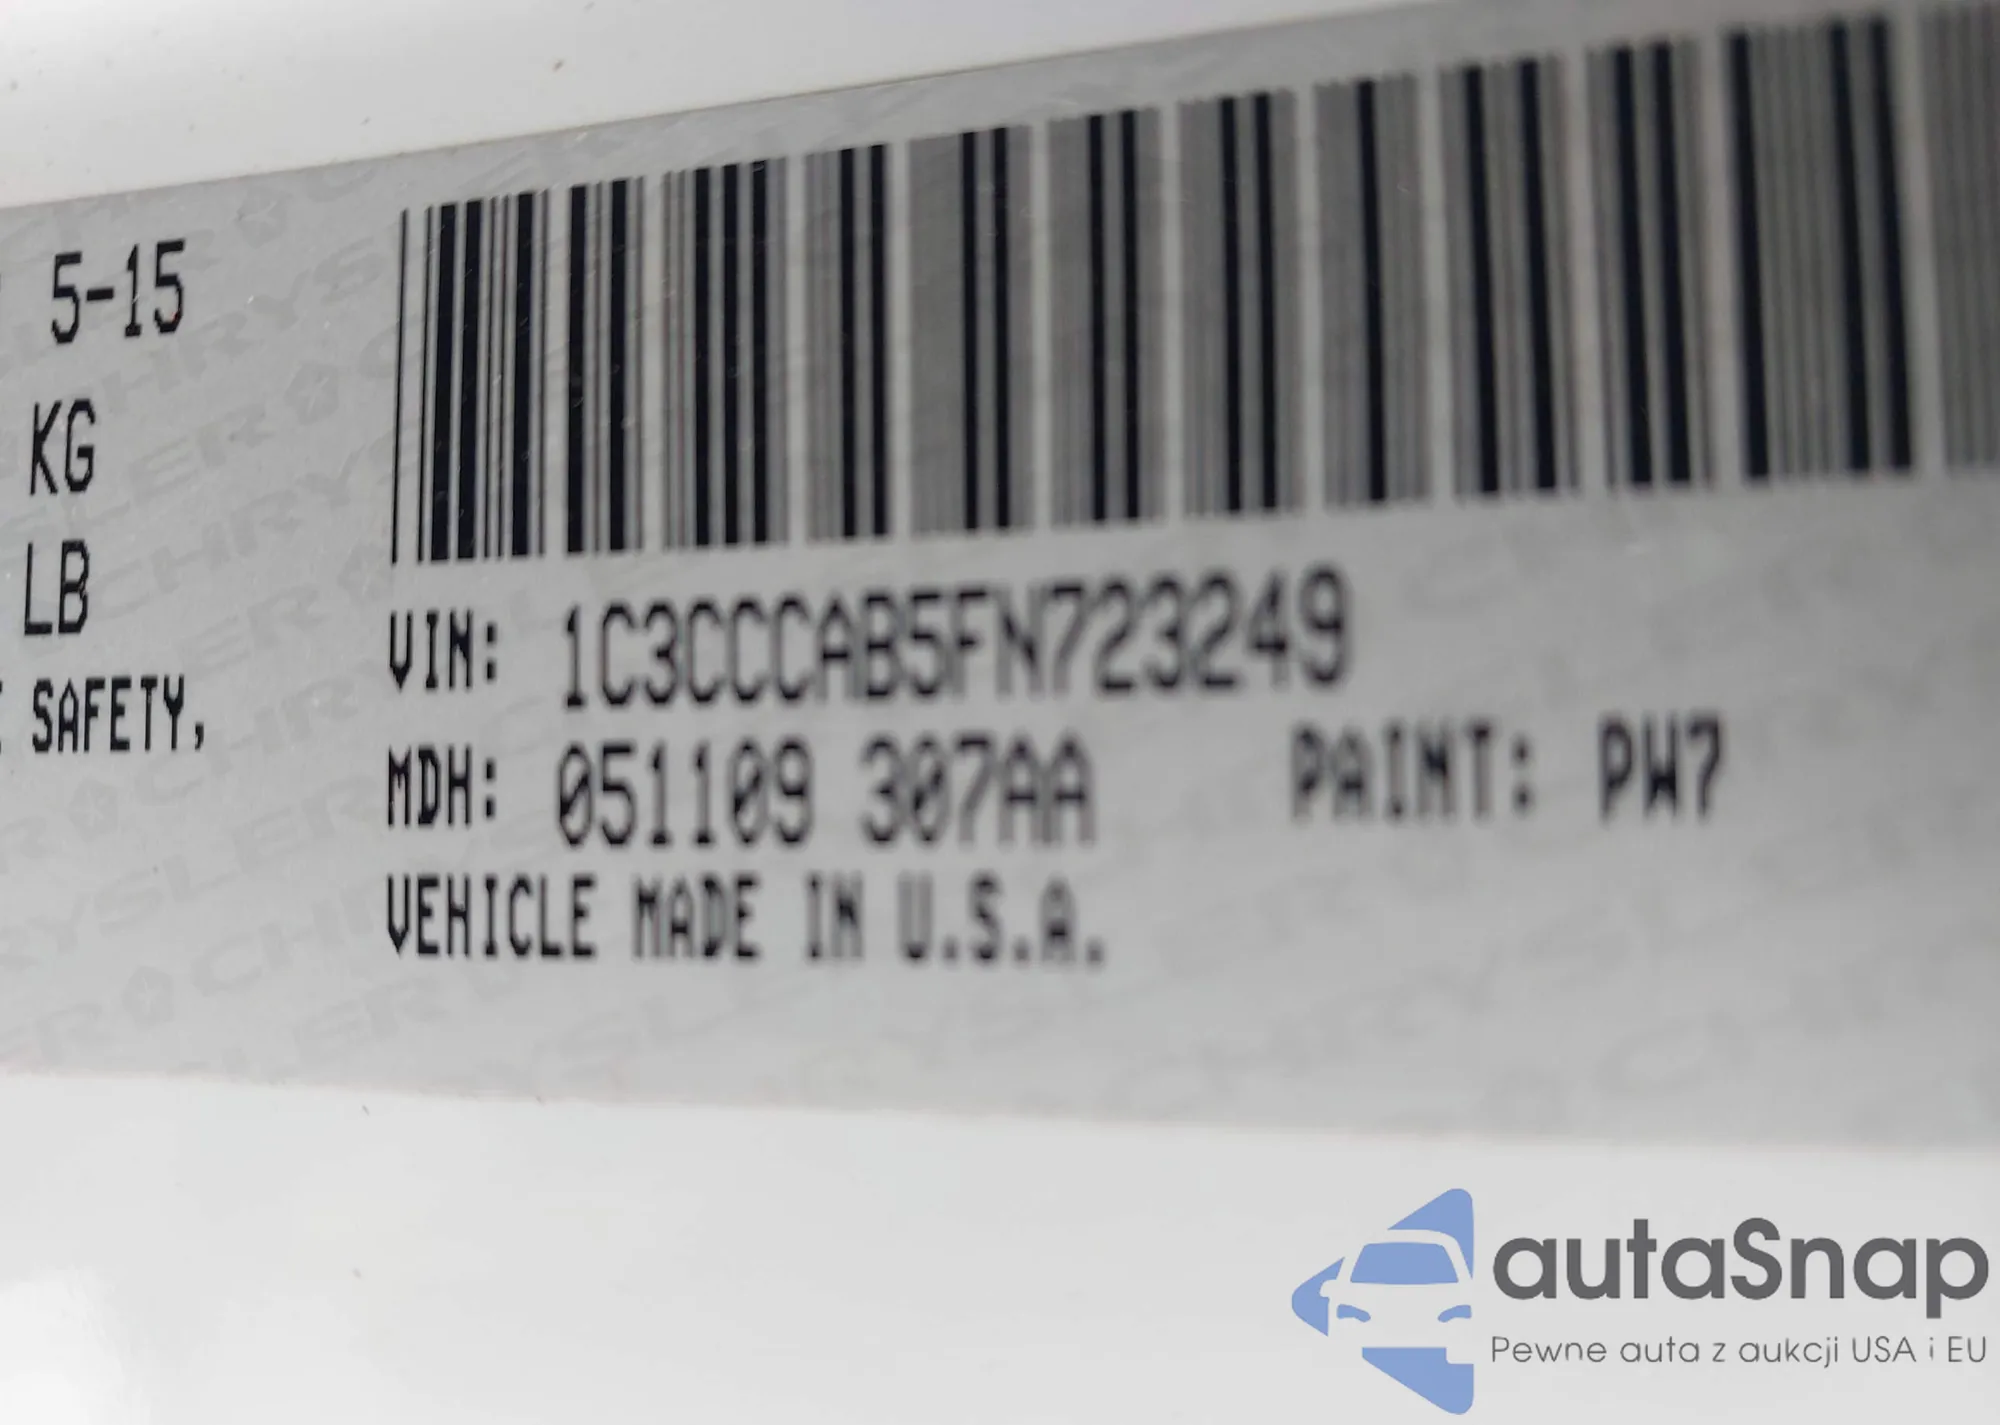 5-15
KG
LB
SAFETY,
VIN: 1C3CCCAB5FN723249
MDH: 051109 307AA PAINT: PW7
VEHICLE MADE IN U.S.A.
autaSnap
Pewne auta z aukcji USA i EU